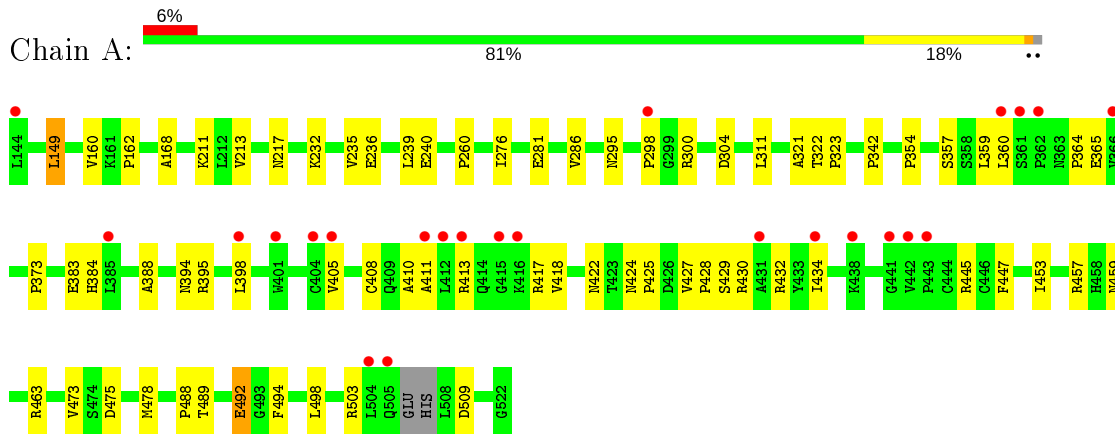 6%
Chain A:
81% 18% ••
L144 L149 V160 K161 P162 A168 K211 L212 V213 N217 K232 V235 E236 L239 E240 P260 I276 E281 V286 N295 P298 G299 R300 D304 L311 A321 T322 P323 P342 P354 S357 S358 L359 L360 S361 P362 N363 P364 E365 V366
P373 E383 H384 L385 A388 N394 R395 L398 W401 C404 V405 C408 Q409 A410 A411 L412 R413 Q414 G415 K416 R417 V418 N422 T423 N424 P425 D426 V427 P428 S429 R430 A431 R432 Y433 I434 K438 G441 V442 P443 C444 R445 C446 F447 I453 R457 H458 N459
R463 V473 S474 D475 M478 P488 T489 E492 G493 F494 L498 R503 L504 Q505 GLU HIS L508 D509 G522